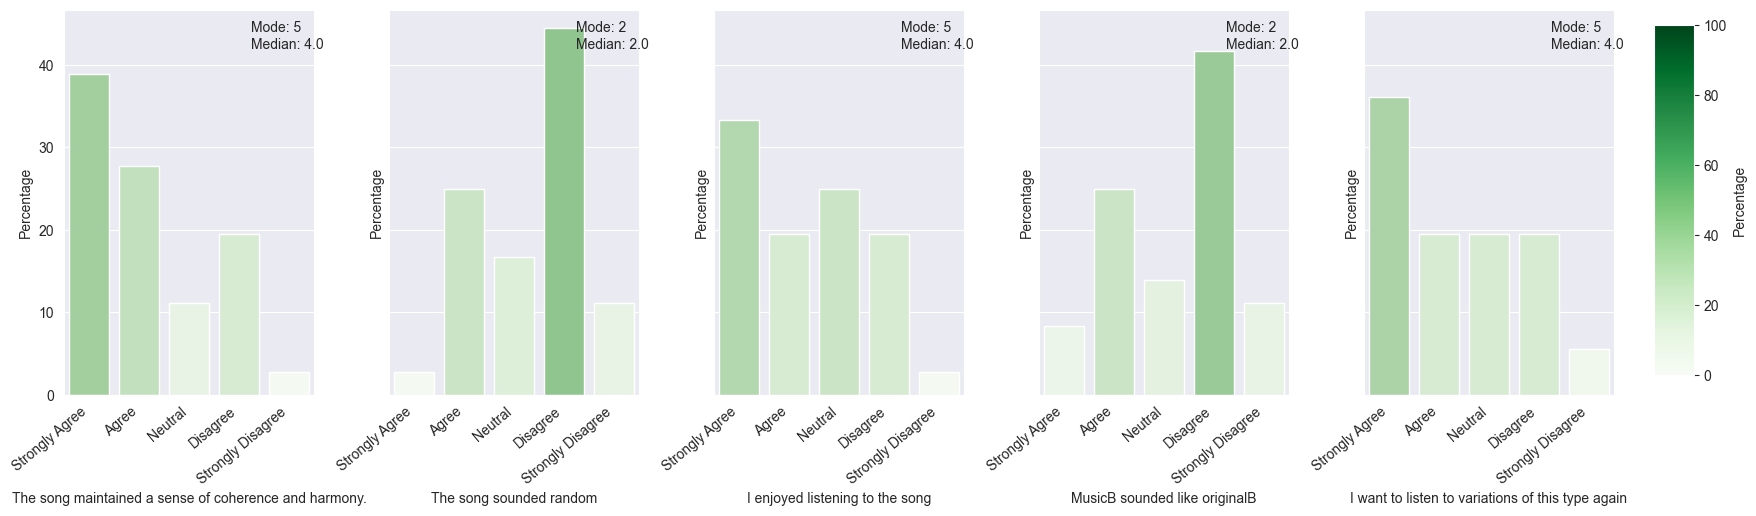 Mode: 5
Median: 4.0
Mode: 2
Median: 2.0
Mode: 5
Median: 4.0
Mode: 2
Median: 2.0
Mode: 5
Median: 4.0
40
30
20
10
0
Percentage
Percentage
Percentage
Percentage
Percentage
Strongly Agree
Agree
Neutral
Disagree
Strongly Disagree
Strongly Agree
Agree
Neutral
Disagree
Strongly Disagree
Strongly Agree
Agree
Neutral
Disagree
Strongly Disagree
Strongly Agree
Agree
Neutral
Disagree
Strongly Disagree
Strongly Agree
Agree
Neutral
Disagree
Strongly Disagree
The song maintained a sense of coherence and harmony.
The song sounded random
I enjoyed listening to the song
MusicB sounded like originalB
I want to listen to variations of this type again
100
80
60
40
20
0
Percentage